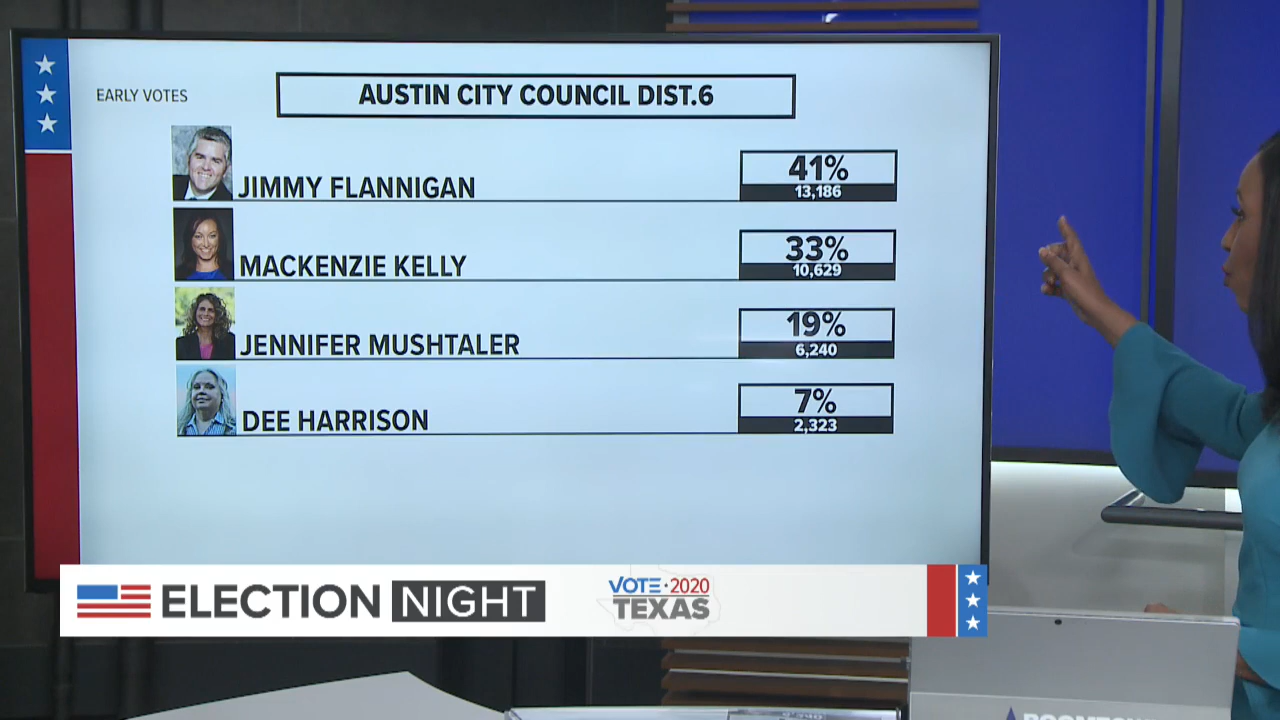 EARLY VOTES
AUSTIN CITY COUNCIL DIST.6
JIMMY FLANNIGAN
41%
13,186
MACKENZIE KELLY
33%
10,629
JENNIFER MUSHTALER
19%
6,240
DEE HARRISON
7%
2,323
ELECTION NIGHT
VOTE 2020
TEXAS